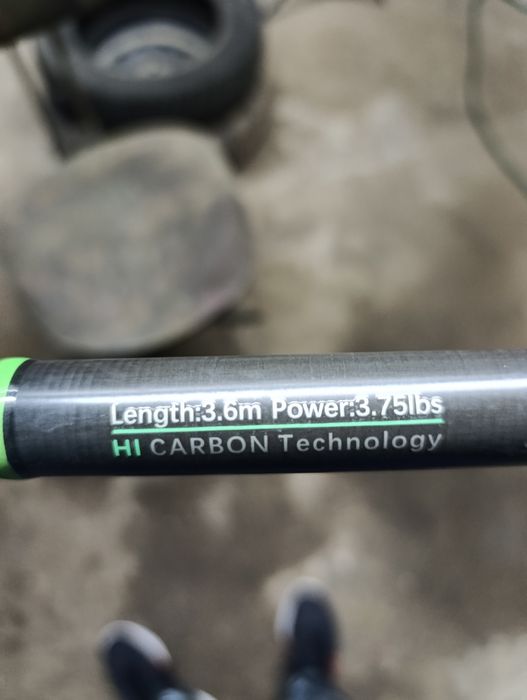 Length:3.6m Power:3.75lbs
HI CARBON Technology